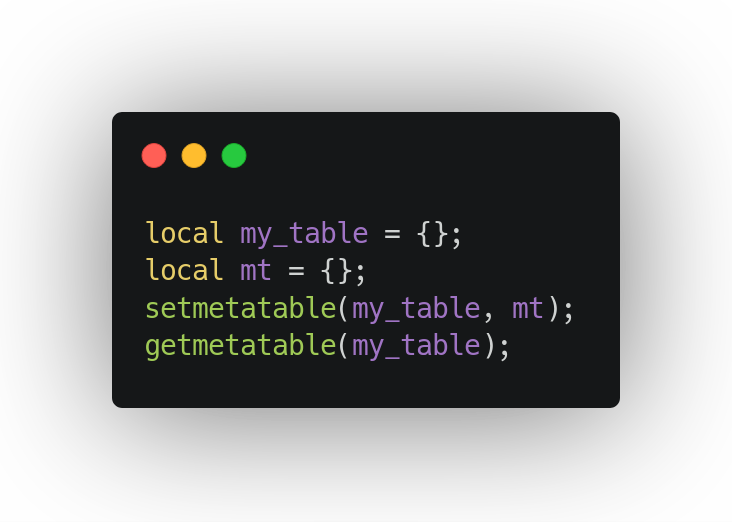 local my_table = {};
local mt = {};
setmetatable(my_table, mt);
getmetatable(my_table);